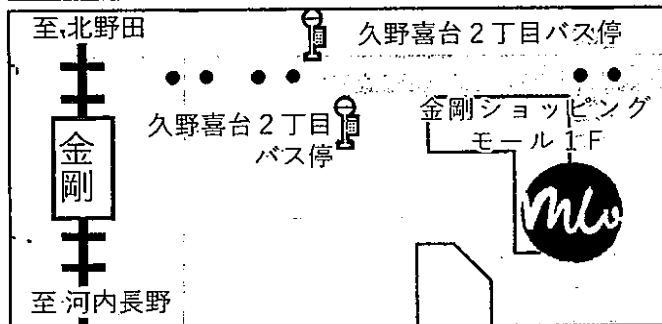 至・北野田
久野喜台2丁目バス停
久野喜台2丁目
バス停
金剛ショッピング
モール1F
金剛
至・河内長野